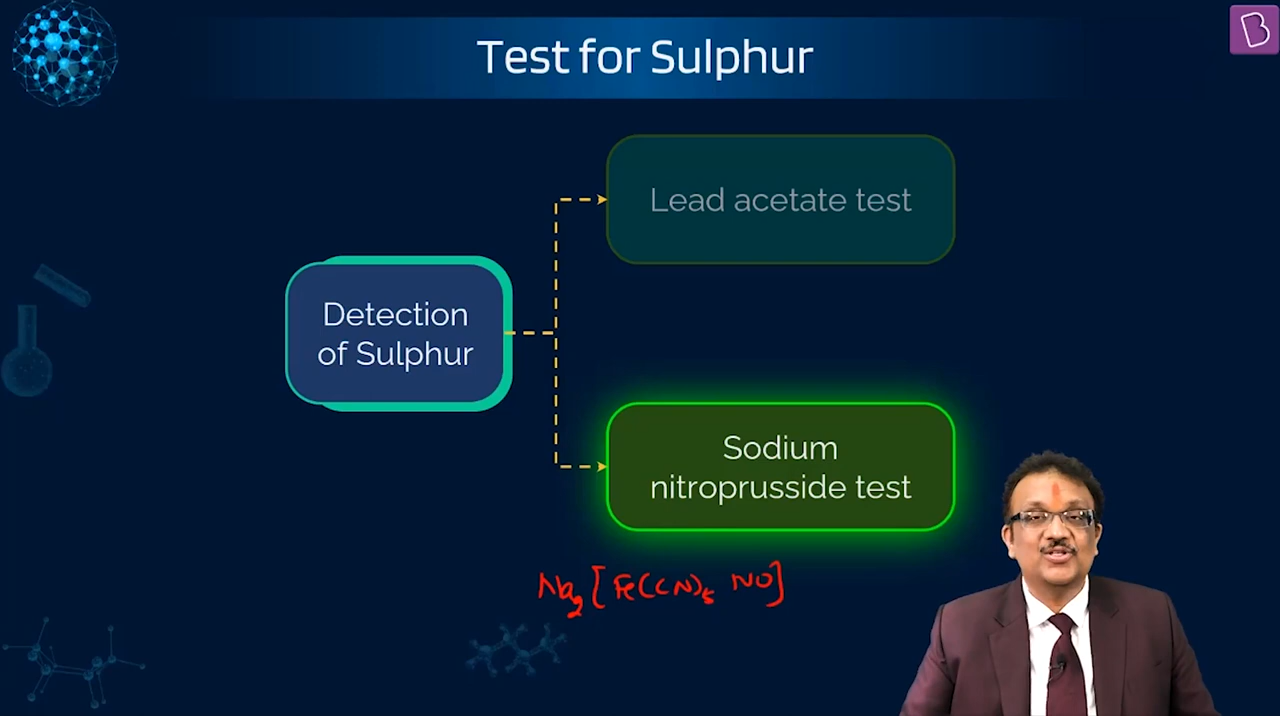 Test for Sulphur
Lead acetate test
Detection
of Sulphur
Sodium
nitroprusside test
Na₂[Fe(CN)₅ NO]